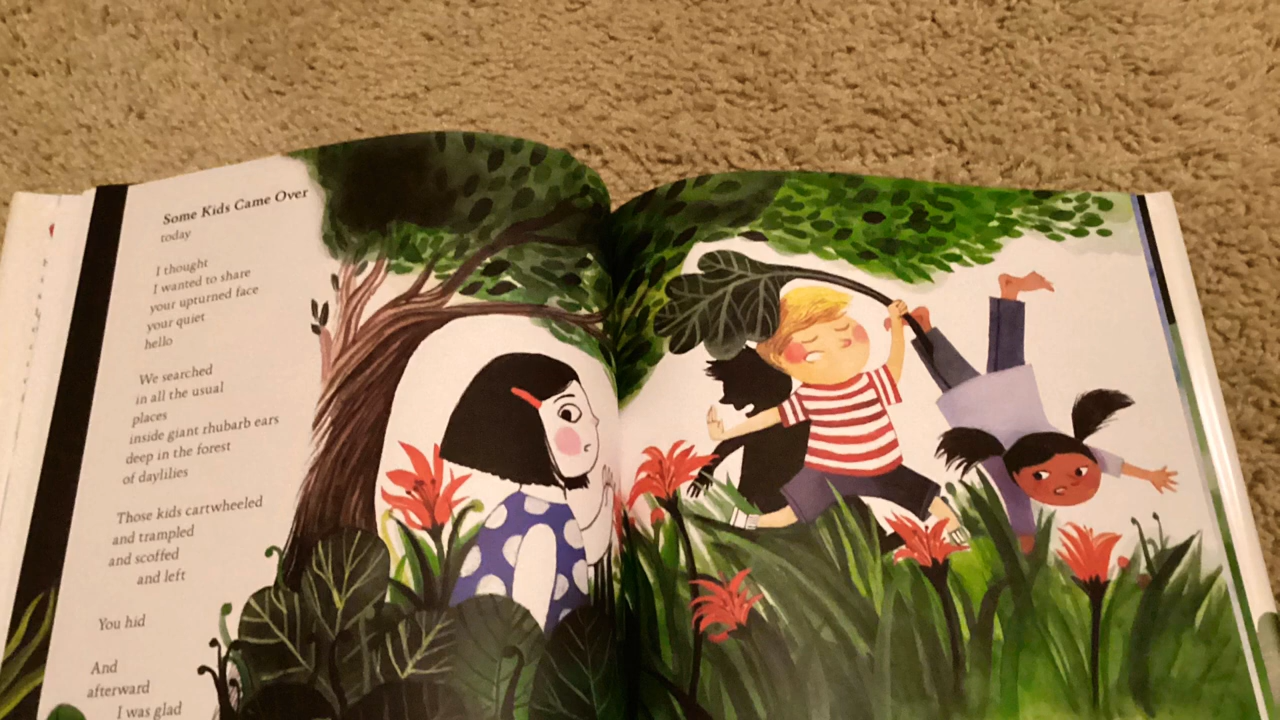 Some Kids Came Over
today
I thought
I wanted to share
your upturned face
your quiet
hello
We searched
in all the usual
places
inside giant rhubarb ears
deep in the forest
of daylilies
Those kids cartwheeled
and trampled
and scoffed
and left
You hid
And
afterward
I was glad